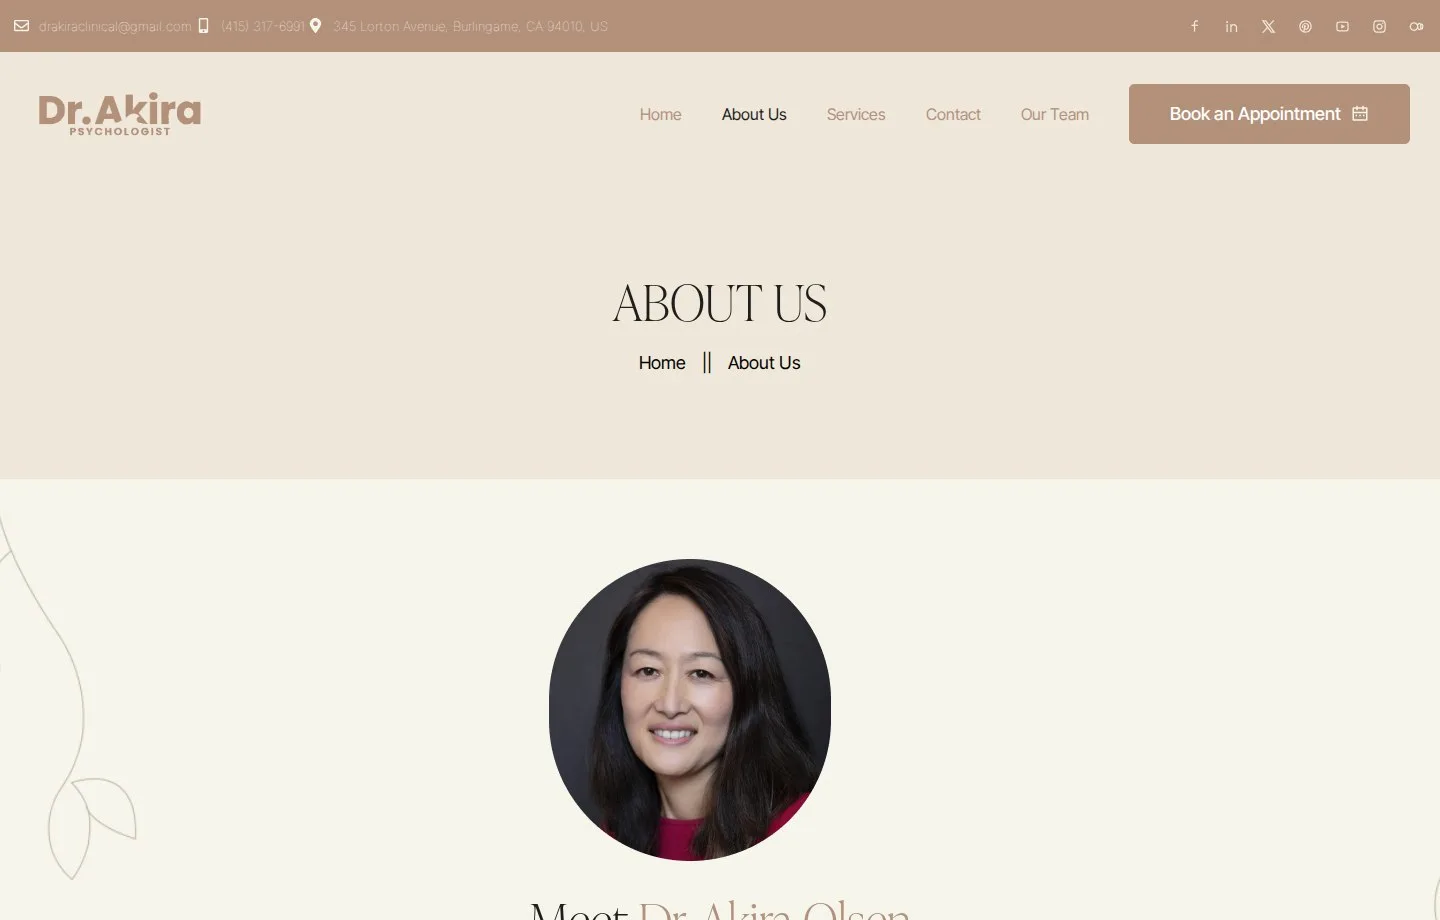 drakiraclinical@gmail.com (415) 317-6991 345 Lorton Avenue, Burlingame, CA 94010, US
Dr.Akira
PSYCHOLOGIST
Home About Us Services Contact Our Team Book an Appointment
ABOUT US
Home || About Us
Meet Dr. Akira Olsen